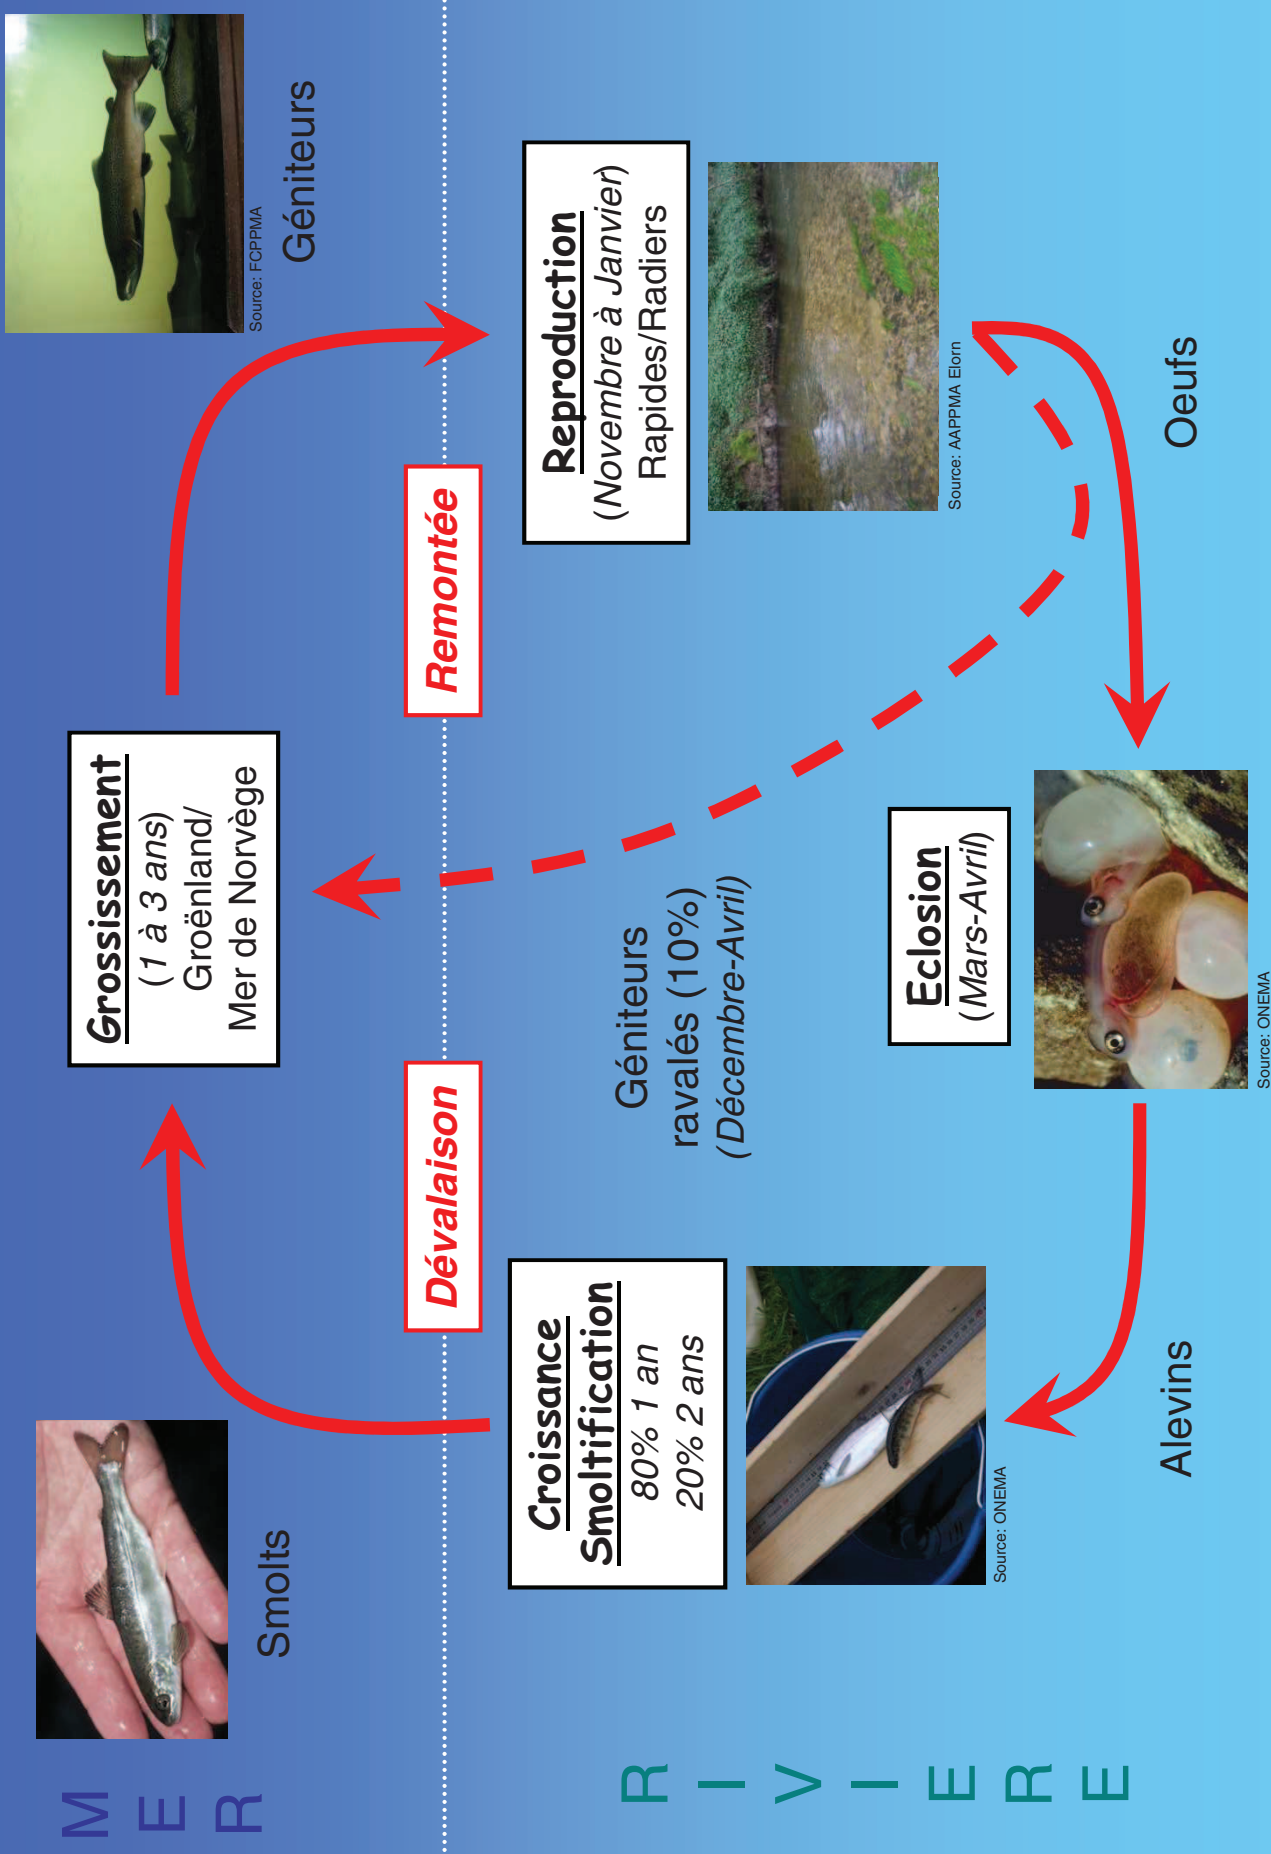 M
E
R
Smolts
Grossissement
(1 à 3 ans)
Groënland/
Mer de Norvège
Source: FCPPMA
Géniteurs
Dévalaison
Remontée
Croissance
Smoltification
80% 1 an
20% 2 ans
Source: ONEMA
Géniteurs
ravalés (10%)
(Décembre-Avril)
Reproduction
(Novembre à Janvier)
Rapides/Radiers
Source: AAPPMA Elorn
R
I
V
I
E
R
E
Eclosion
(Mars-Avril)
Source: ONEMA
Alevins
Oeufs